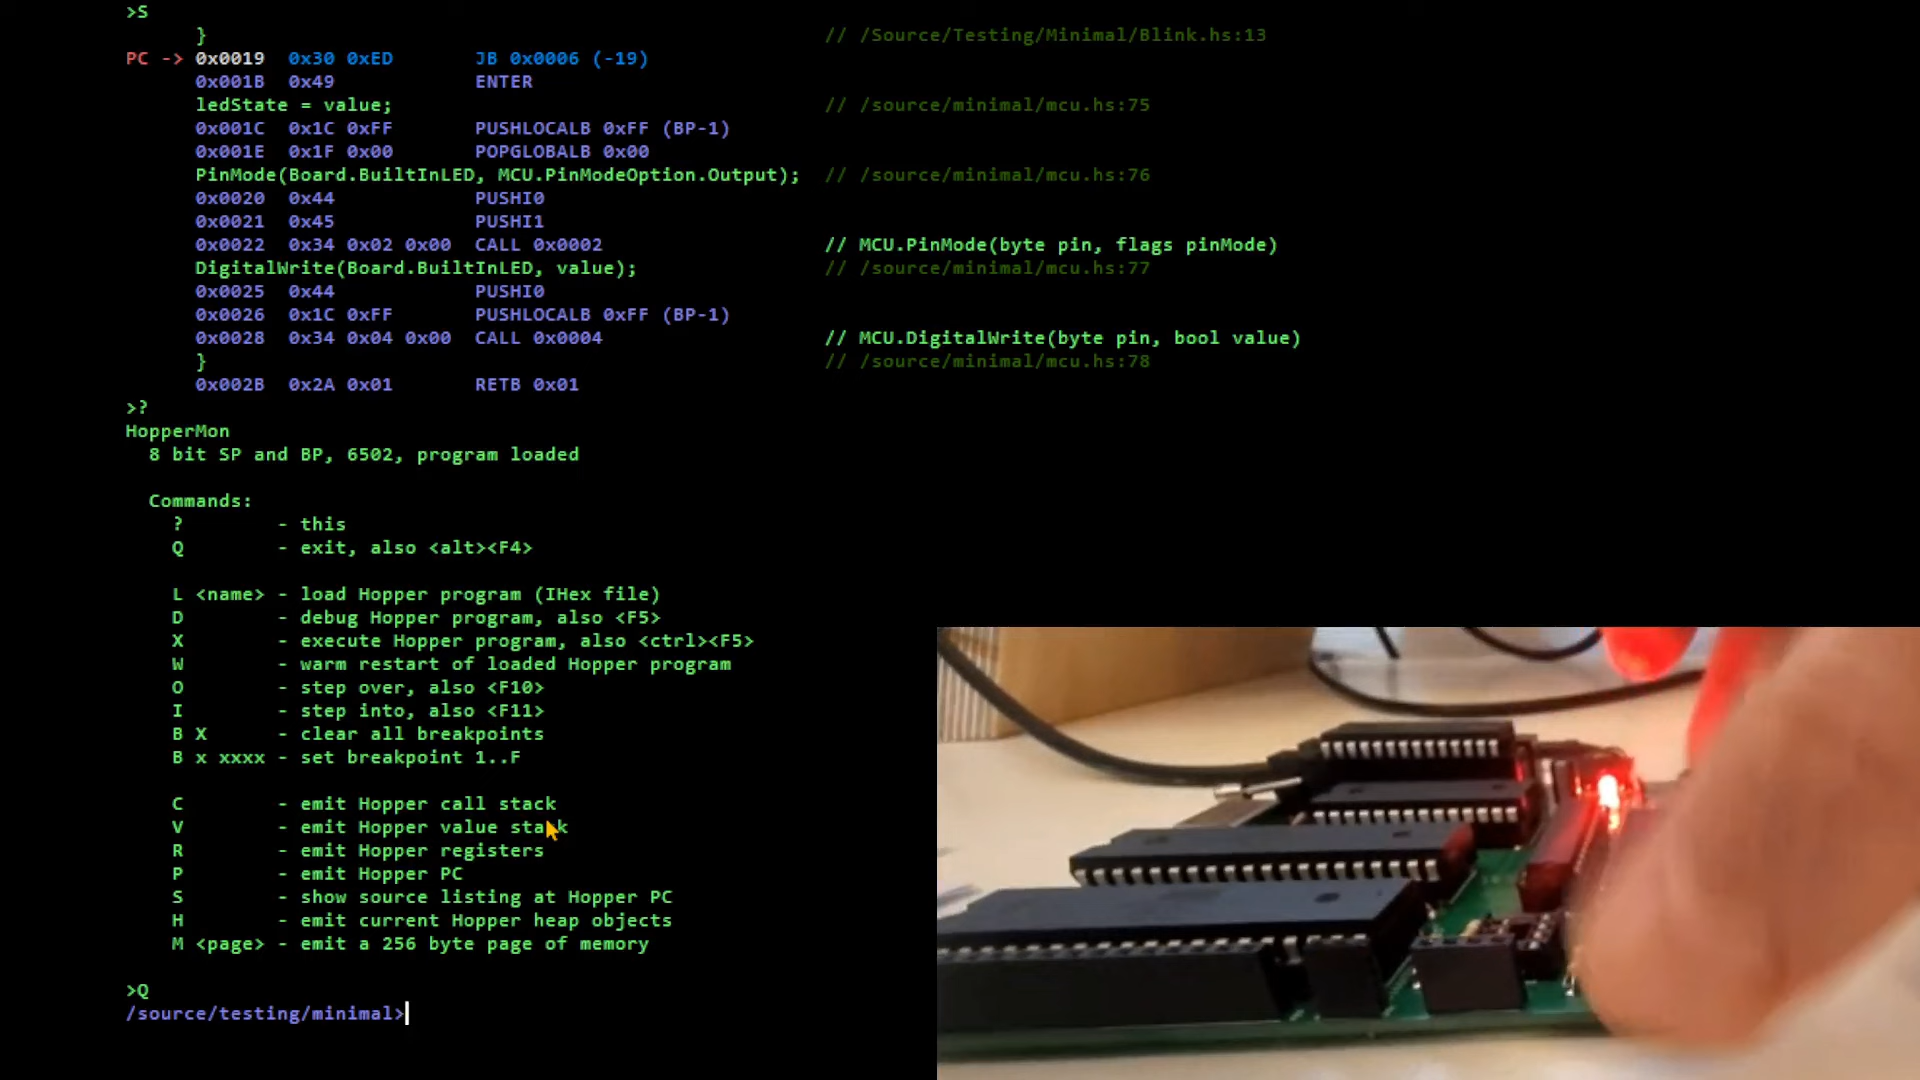 >S
} // /Source/Testing/Minimal/Blink.hs:13
PC -> 0x0019 0x30 0xED JB 0x0006 (-19)
0x001B 0x49 ENTER
ledState = value; // /source/minimal/mcu.hs:75
0x001C 0x1C 0xFF PUSHLOCALB 0xFF (BP-1)
0x001E 0x1F 0x00 POPGLOBALB 0x00
PinMode(Board.BuiltInLED, MCU.PinModeOption.Output); // /source/minimal/mcu.hs:76
0x0020 0x44 PUSHI0
0x0021 0x45 PUSHI1
0x0022 0x34 0x02 0x00 CALL 0x0002 // MCU.PinMode(byte pin, flags pinMode)
DigitalWrite(Board.BuiltInLED, value); // /source/minimal/mcu.hs:77
0x0025 0x44 PUSHI0
0x0026 0x1C 0xFF PUSHLOCALB 0xFF (BP-1)
0x0028 0x34 0x04 0x00 CALL 0x0004 // MCU.DigitalWrite(byte pin, bool value)
} // /source/minimal/mcu.hs:78
0x002B 0x2A 0x01 RETB 0x01
>?
HopperMon
8 bit SP and BP, 6502, program loaded
Commands:
? - this
Q - exit, also <alt><F4>
L <name> - load Hopper program (IHex file)
D - debug Hopper program, also <F5>
X - execute Hopper program, also <ctrl><F5>
W - warm restart of loaded Hopper program
O - step over, also <F10>
I - step into, also <F11>
B X - clear all breakpoints
B x xxxx - set breakpoint 1..F
C - emit Hopper call stack
V - emit Hopper value stack
R - emit Hopper registers
P - emit Hopper PC
S - show source listing at Hopper PC
H - emit current Hopper heap objects
M <page> - emit a 256 byte page of memory
>Q
/source/testing/minimal>